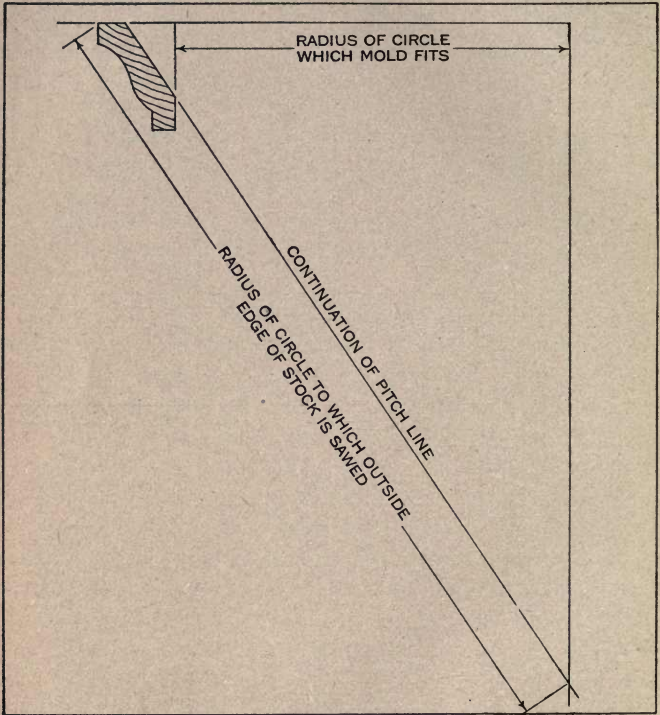 RADIUS OF CIRCLE
WHICH MOLD FITS
CONTINUATION OF PITCH LINE
RADIUS OF CIRCLE TO WHICH OUTSIDE
EDGE OF STOCK IS SAWED